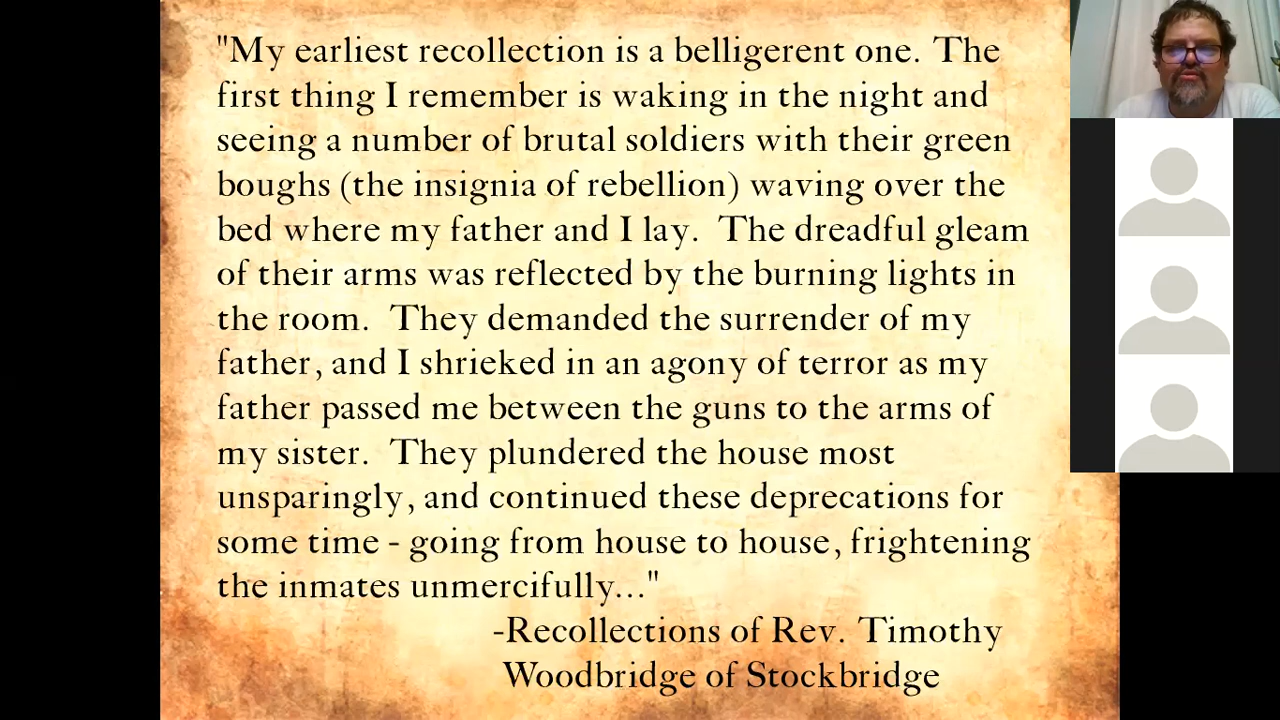 "My earliest recollection is a belligerent one. The
first thing I remember is waking in the night and
seeing a number of brutal soldiers with their green
boughs (the insignia of rebellion) waving over the
bed where my father and I lay.  The dreadful gleam
of their arms was reflected by the burning lights in
the room.  They demanded the surrender of my
father, and I shrieked in an agony of terror as my
father passed me between the guns to the arms of
my sister.  They plundered the house most
unsparingly, and continued these deprecations for
some time - going from house to house, frightening
the inmates unmercifully..."
-Recollections of Rev. Timothy
Woodbridge of Stockbridge